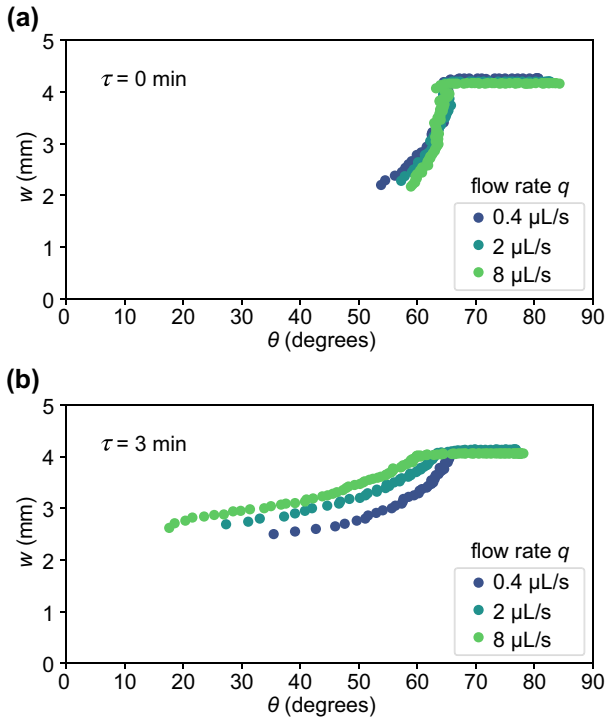 (a)
5
4
3
2
1
0
w (mm)
τ = 0 min
flow rate q
0.4 µL/s
2 µL/s
8 µL/s
0 10 20 30 40 50 60 70 80 90
θ (degrees)
(b)
5
4
3
2
1
0
w (mm)
τ = 3 min
flow rate q
0.4 µL/s
2 µL/s
8 µL/s
0 10 20 30 40 50 60 70 80 90
θ (degrees)